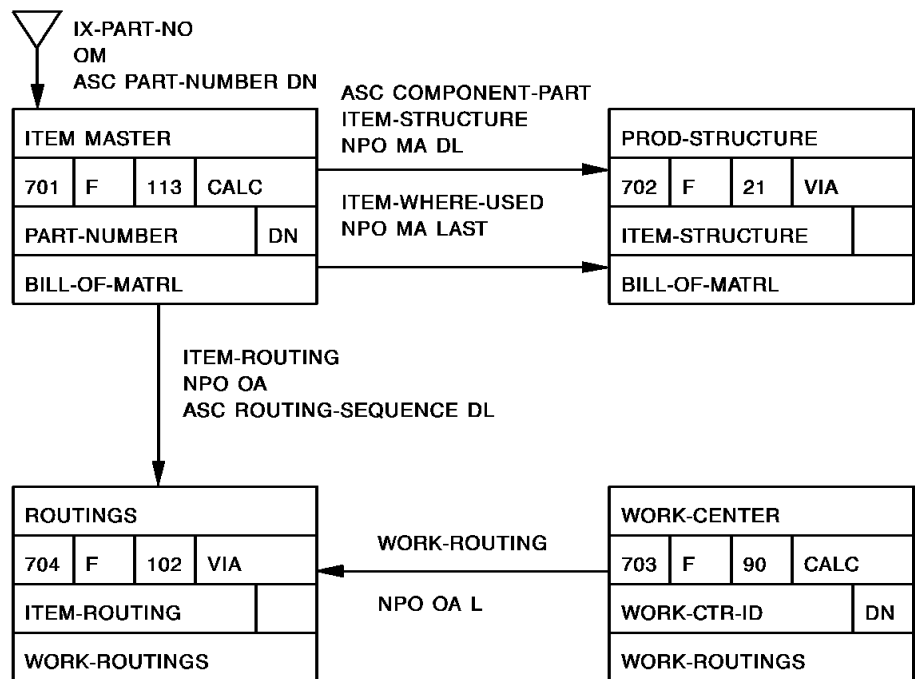 IX-PART-NO
OM
ASC PART-NUMBER DN
ITEM MASTER
701 F 113 CALC
PART-NUMBER DN
BILL-OF-MATRL
ASC COMPONENT-PART
ITEM-STRUCTURE
NPO MA DL
ITEM-WHERE-USED
NPO MA LAST
PROD-STRUCTURE
702 F 21 VIA
ITEM-STRUCTURE
BILL-OF-MATRL
ITEM-ROUTING
NPO OA
ASC ROUTING-SEQUENCE DL
ROUTINGS
704 F 102 VIA
ITEM-ROUTING
WORK-ROUTINGS
WORK-ROUTING
NPO OA L
WORK-CENTER
703 F 90 CALC
WORK-CTR-ID DN
WORK-ROUTINGS